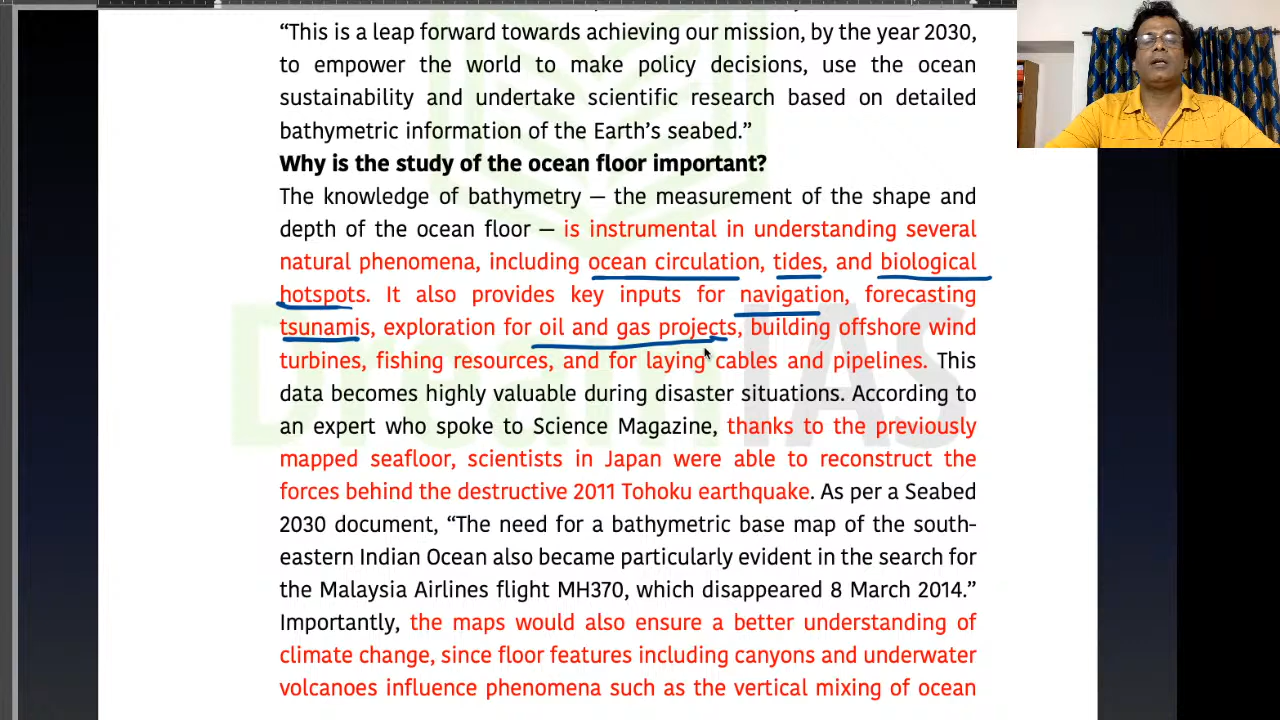 “This is a leap forward towards achieving our mission, by the year 2030,
to empower the world to make policy decisions, use the ocean
sustainability and undertake scientific research based on detailed
bathymetric information of the Earth’s seabed.”
Why is the study of the ocean floor important?
The knowledge of bathymetry — the measurement of the shape and
depth of the ocean floor — is instrumental in understanding several
natural phenomena, including ocean circulation, tides, and biological
hotspots. It also provides key inputs for navigation, forecasting
tsunamis, exploration for oil and gas projects, building offshore wind
turbines, fishing resources, and for laying cables and pipelines. This
data becomes highly valuable during disaster situations. According to
an expert who spoke to Science Magazine, thanks to the previously
mapped seafloor, scientists in Japan were able to reconstruct the
forces behind the destructive 2011 Tohoku earthquake. As per a Seabed
2030 document, “The need for a bathymetric base map of the south-
eastern Indian Ocean also became particularly evident in the search for
the Malaysia Airlines flight MH370, which disappeared 8 March 2014.”
Importantly, the maps would also ensure a better understanding of
climate change, since floor features including canyons and underwater
volcanoes influence phenomena such as the vertical mixing of ocean
Dream IAS